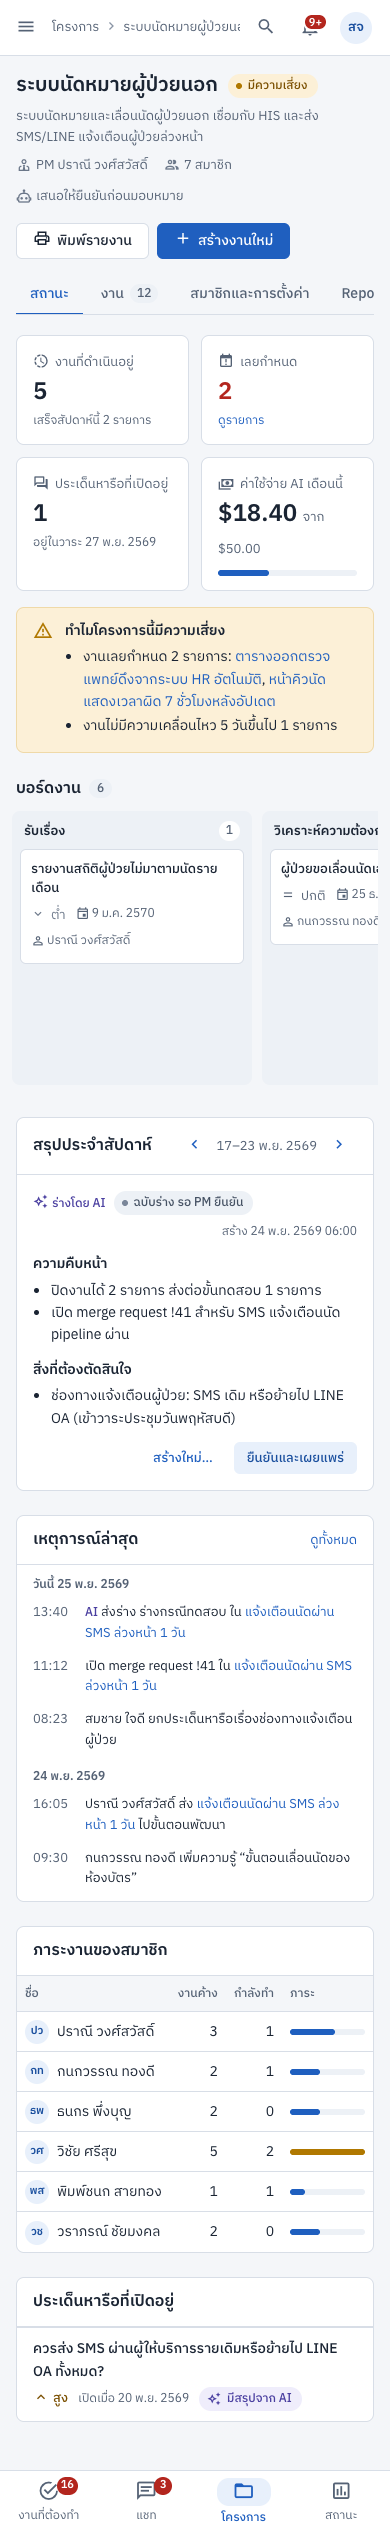 โครงการ > ระบบนัดหมายผู้ป่วยนอ 9+ สจ
ระบบนัดหมายผู้ป่วยนอก มีความเสี่ยง
ระบบนัดหมายและเลื่อนนัดผู้ป่วยนอก เชื่อมกับ HIS และส่ง
SMS/LINE แจ้งเตือนผู้ป่วยล่วงหน้า
PM ปราณี วงศ์สวัสดิ์ 7 สมาชิก
เสนอให้ยืนยันก่อนมอบหมาย
พิมพ์รายงาน + สร้างงานใหม่
สถานะ งาน 12 สมาชิกและการตั้งค่า Repo
งานที่ดำเนินอยู่
5
เสร็จสัปดาห์นี้ 2 รายการ
เลยกำหนด
2
ดูรายการ
ประเด็นหารือที่เปิดอยู่
1
อยู่ในวาระ 27 พ.ย. 2569
ค่าใช้จ่าย AI เดือนนี้
$18.40 จาก
$50.00
ทำไมโครงการนี้มีความเสี่ยง
• งานเลยกำหนด 2 รายการ: ตารางออกตรวจ
แพทย์ดึงจากระบบ HR อัตโนมัติ, หน้าคิวนัด
แสดงเวลาผิด 7 ชั่วโมงหลังอัปเดต
• งานไม่มีความเคลื่อนไหว 5 วันขึ้นไป 1 รายการ
บอร์ดงาน 6
รับเรื่อง 1
รายงานสถิติผู้ป่วยไม่มาตามนัดราย
เดือน
ต่ำ 9 ม.ค. 2570
ปราณี วงศ์สวัสดิ์
วิเคราะห์ความต้องก
ผู้ป่วยขอเลื่อนนัดเอ
ปกติ 25 ธ.
กนกวรรณ ทองดี
สรุปประจำสัปดาห์ < 17–23 พ.ย. 2569 >
ร่างโดย AI ฉบับร่าง รอ PM ยืนยัน
สร้าง 24 พ.ย. 2569 06:00
ความคืบหน้า
• ปิดงานได้ 2 รายการ ส่งต่อขั้นทดสอบ 1 รายการ
• เปิด merge request !41 สำหรับ SMS แจ้งเตือนนัด
pipeline ผ่าน
สิ่งที่ต้องตัดสินใจ
• ช่องทางแจ้งเตือนผู้ป่วย: SMS เดิม หรือย้ายไป LINE
OA (เข้าวาระประชุมวันพฤหัสบดี)
สร้างใหม่... ยืนยันและเผยแพร่
เหตุการณ์ล่าสุด ดูทั้งหมด
วันนี้ 25 พ.ย. 2569
13:40 AI ส่งร่าง ร่างกรณีทดสอบ ใน แจ้งเตือนนัดผ่าน
SMS ล่วงหน้า 1 วัน
11:12 เปิด merge request !41 ใน แจ้งเตือนนัดผ่าน SMS
ล่วงหน้า 1 วัน
08:23 สมชาย ใจดี ยกประเด็นหารือเรื่องช่องทางแจ้งเตือน
ผู้ป่วย
24 พ.ย. 2569
16:05 ปราณี วงศ์สวัสดิ์ ส่ง แจ้งเตือนนัดผ่าน SMS ล่วง
หน้า 1 วัน ไปขั้นตอนพัฒนา
09:30 กนกวรรณ ทองดี เพิ่มความรู้ “ขั้นตอนเลื่อนนัดของ
ห้องบัตร”
ภาระงานของสมาชิก
ชื่อ งานค้าง กำลังทำ ภาระ
ปว ปราณี วงศ์สวัสดิ์ 3 1
กท กนกวรรณ ทองดี 2 1
ธพ ธนกร พึ่งบุญ 2 0
วศ วิชัย ศรีสุข 5 2
พส พิมพ์ชนก สายทอง 1 1
วช วราภรณ์ ชัยมงคล 2 0
ประเด็นหารือที่เปิดอยู่
ควรส่ง SMS ผ่านผู้ให้บริการรายเดิมหรือย้ายไป LINE
OA ทั้งหมด?
สูง เปิดเมื่อ 20 พ.ย. 2569 มีสรุปจาก AI
16 3
งานที่ต้องทำ แชท โครงการ สถานะ